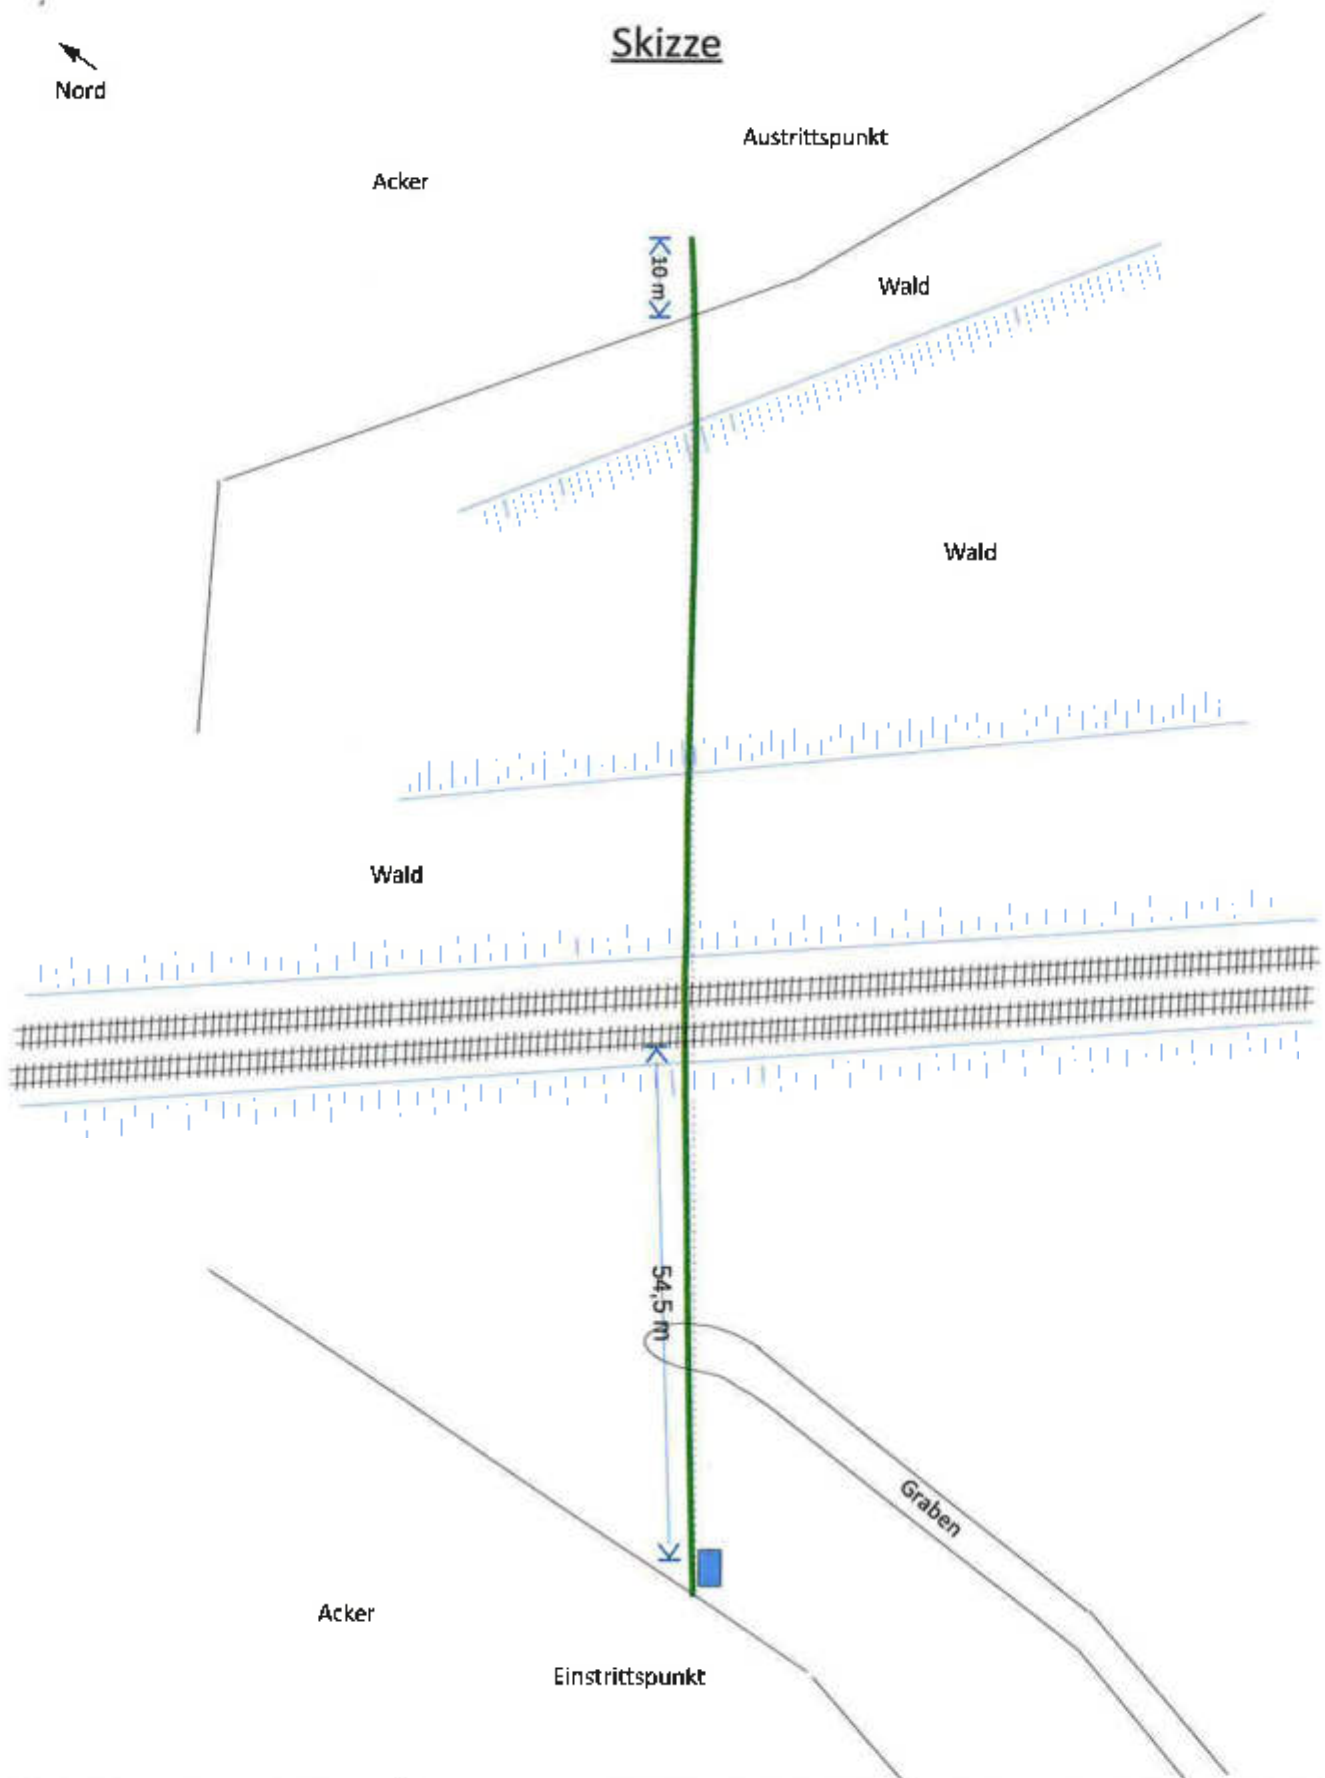 Skizze
Nord
Austrittspunkt
Acker
10 m
Wald
Wald
Wald
54,5 m
Graben
Acker
Einstrittspunkt